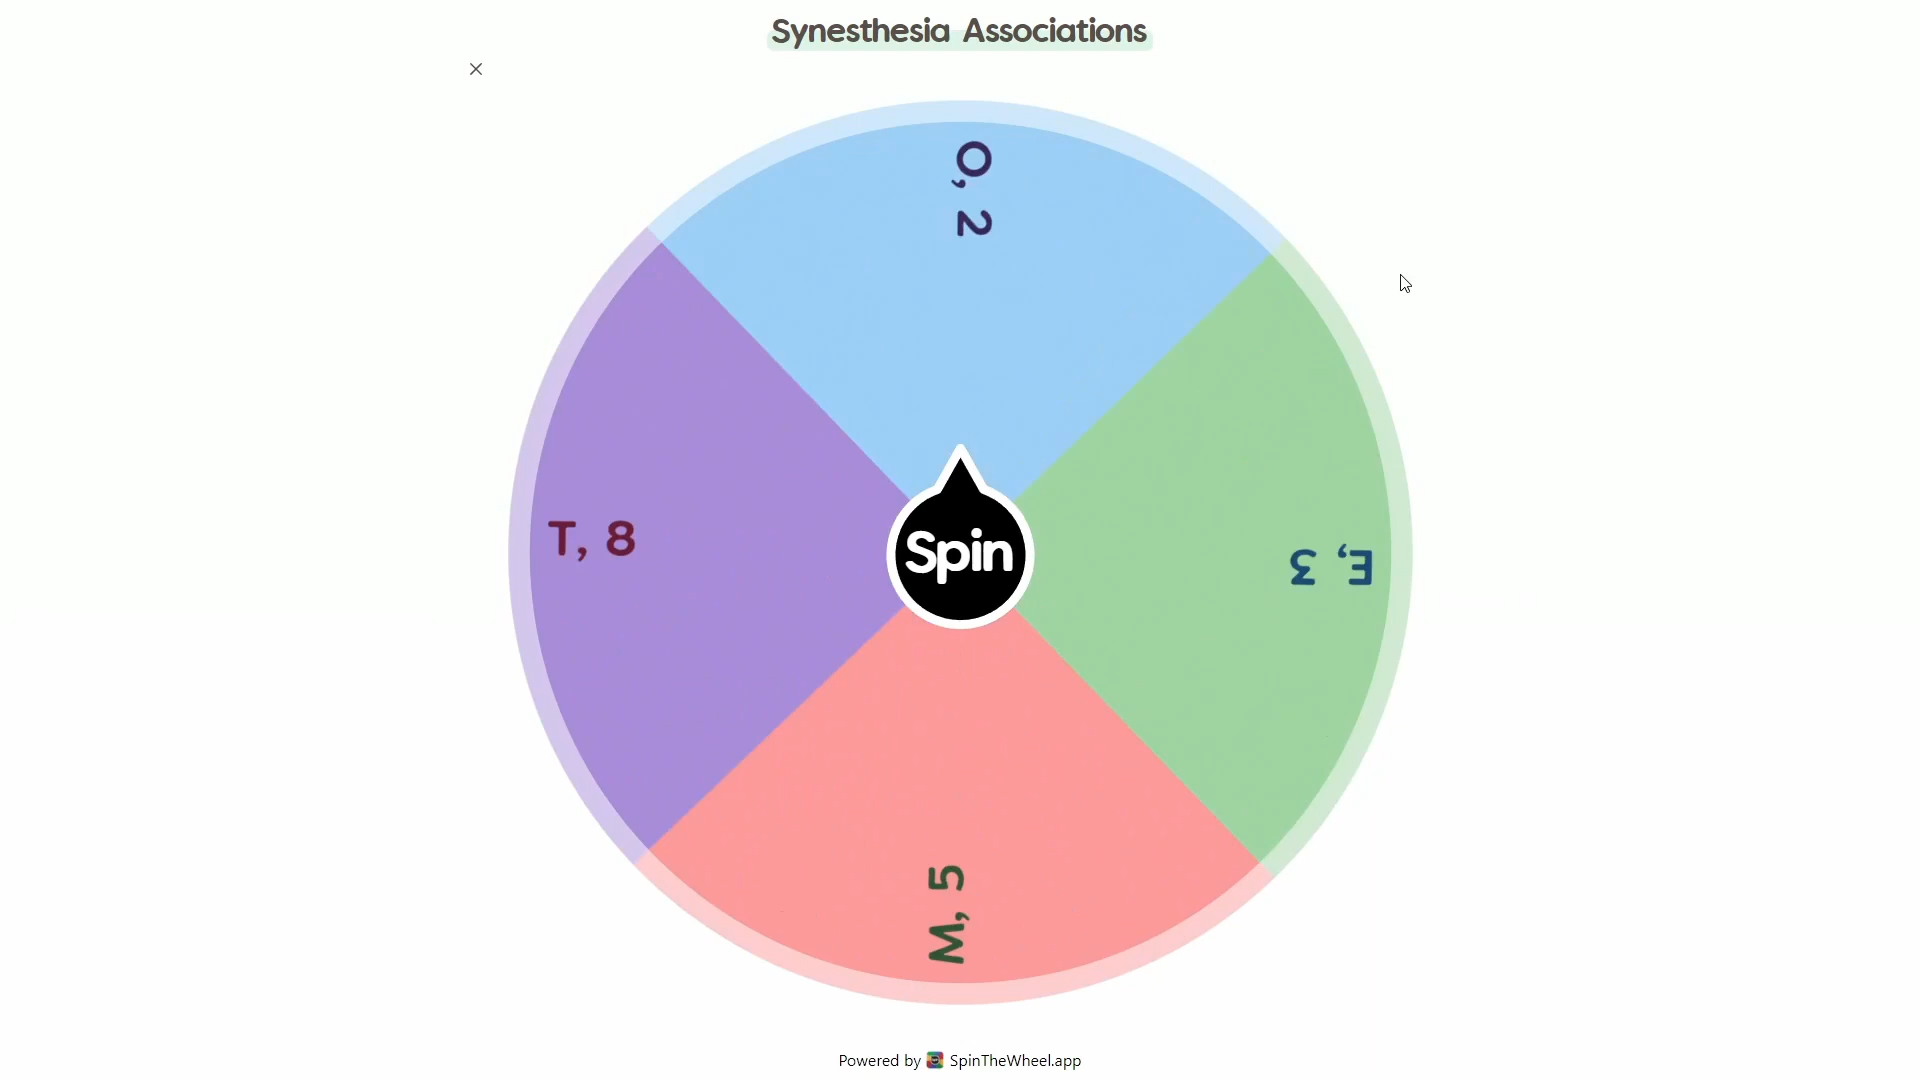 Synesthesia Associations
O, 2
T, 8
Spin
E, 3
M, 5
Powered by SpinTheWheel.app